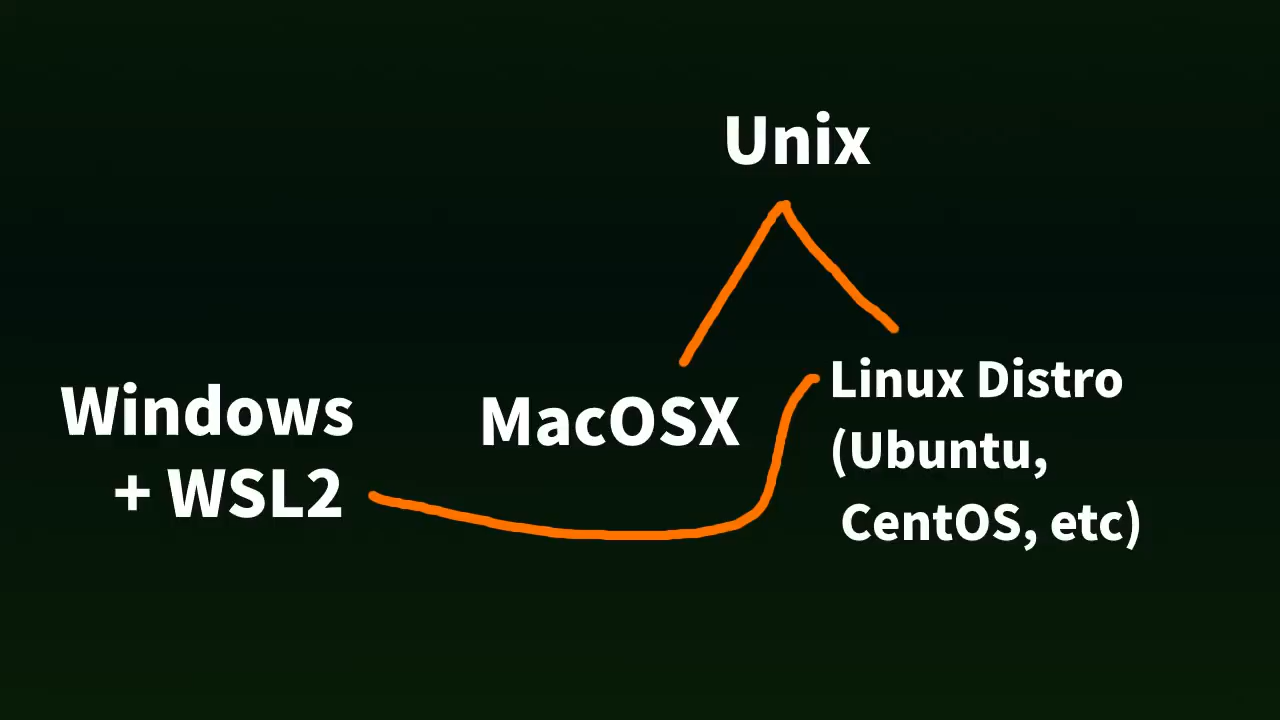 Unix
Windows
+ WSL2
MacOSX
Linux Distro
(Ubuntu,
CentOS, etc)